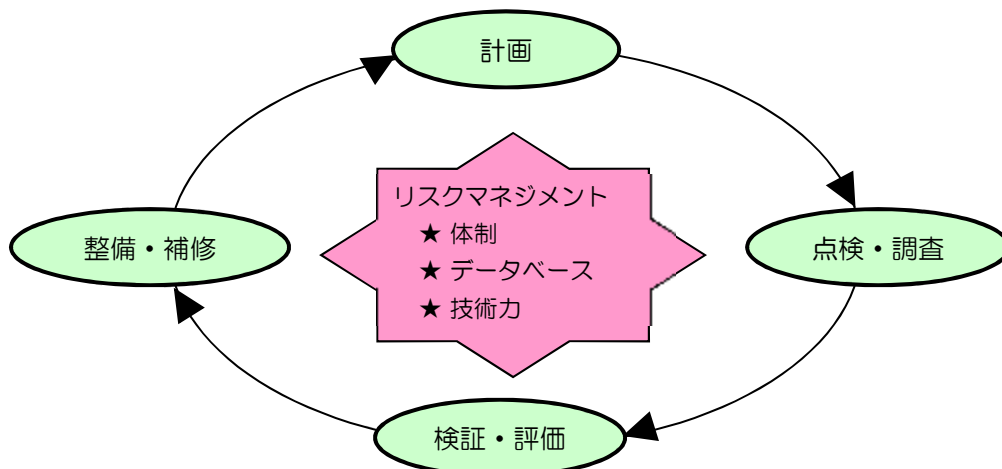 計画
リスクマネジメント
★ 体制
★ データベース
★ 技術力
整備・補修
点検・調査
検証・評価